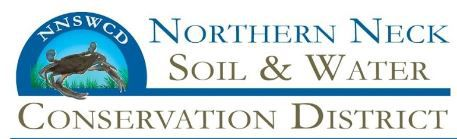 NNSWCD
NORTHERN NECK
SOIL & WATER
CONSERVATION DISTRICT